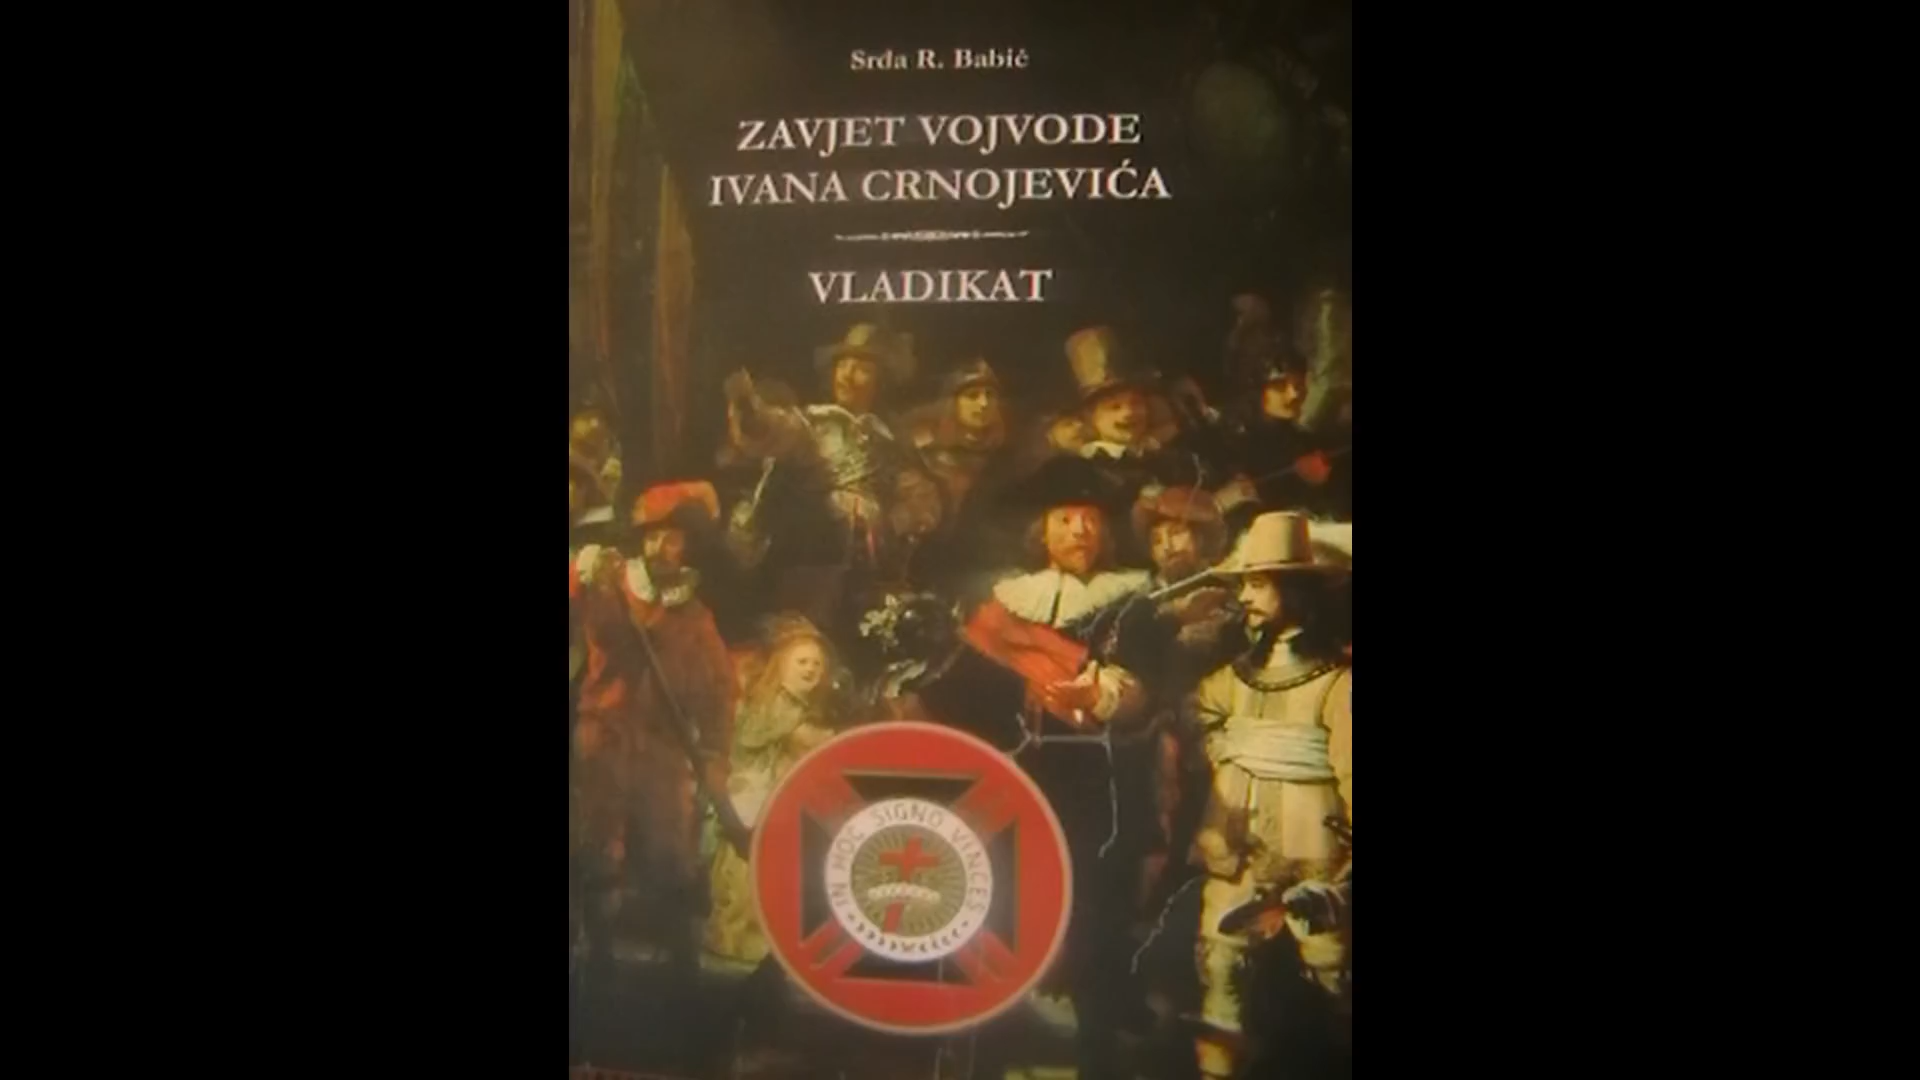 Srđa R. Babić
ZAVJET VOJVODE
IVANA CRNOJEVIĆA
VLADIKAT
IN HOC SIGNO VINCES